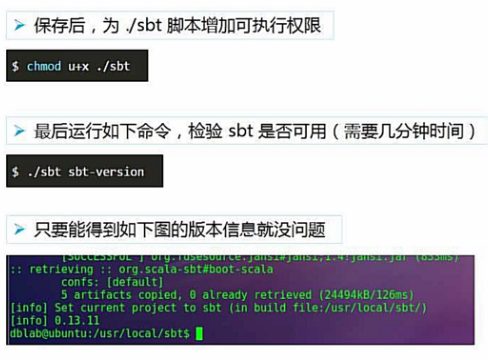 保存后，为 ./sbt 脚本增加可执行权限
$ chmod u+x ./sbt
最后运行如下命令，检验 sbt 是否可用（需要几分钟时间）
$ ./sbt sbt-version
只要能得到如下图的版本信息就没问题
[SUCCESSFUL ] org.fusesource.jansi#jansi;1.4!jansi.jar (833ms)
:: retrieving :: org.scala-sbt#boot-scala
confs: [default]
5 artifacts copied, 0 already retrieved (24494kB/126ms)
[info] Set current project to sbt (in build file:/usr/local/sbt/)
[info] 0.13.11
dblab@ubuntu:/usr/local/sbt$